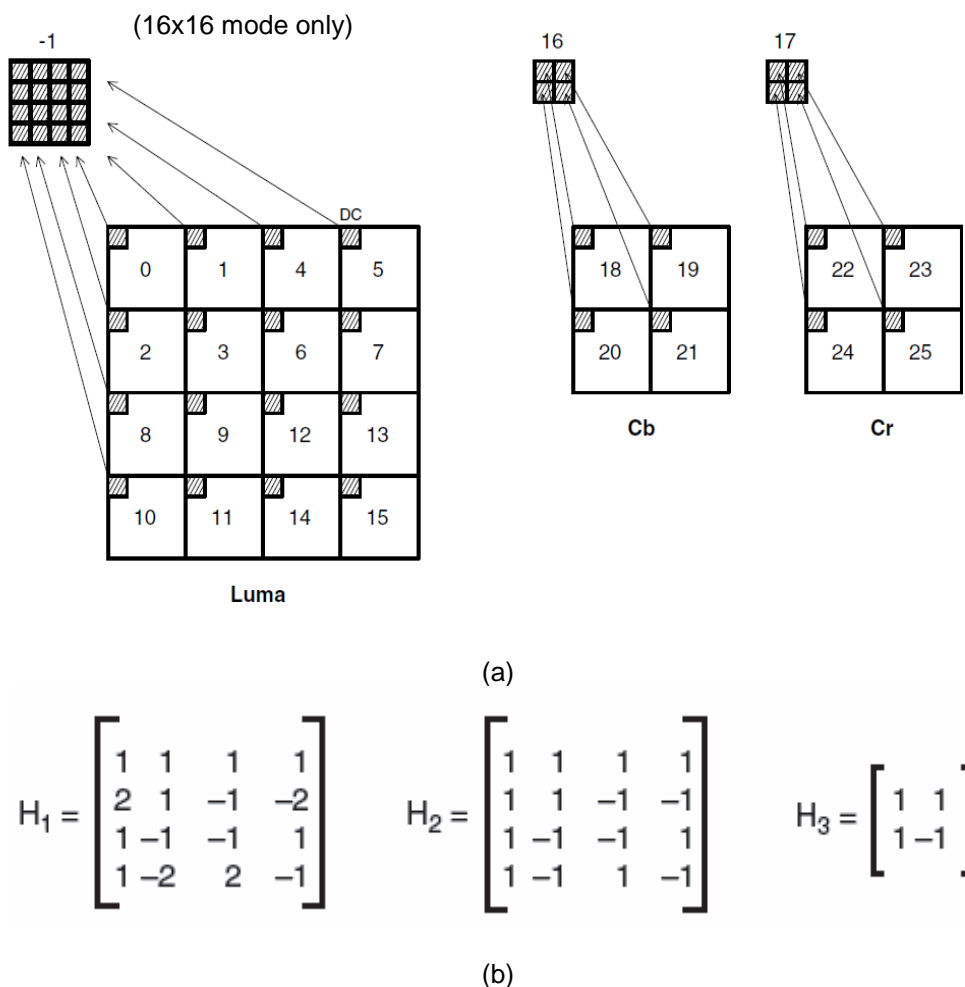 (16x16 mode only)
-1 16 17
DC
0 1 4 5 18 19 22 23
2 3 6 7 20 21 24 25
8 9 12 13
Cb Cr
10 11 14 15
Luma
(a)
H1 = [ 1 1 1 1 H2 = [ 1 1 1 1 H3 = [ 1 1
2 1 –1 –2 1 1 –1 –1 1 –1
1 –1 –1 1 1 –1 –1 1
1 –2 2 –1 ] 1 –1 1 –1 ]
(b)